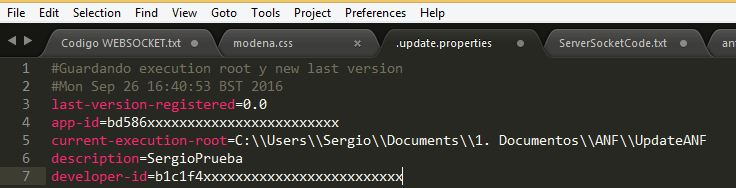 File Edit Selection Find View Goto Tools Project Preferences Help
Codigo WEBSOCKET.txt modena.css × .update.properties ServerSocketCode.txt an
1 #Guardando execution root y new last version
2 #Mon Sep 26 16:40:53 BST 2016
3 last-version-registered=0.0
4 app-id=bd586xxxxxxxxxxxxxxxxxxxxxxxxx
5 current-execution-root=C:\\Users\\Sergio\\Documents\\1. Documentos\\ANF\\UpdateANF
6 description=SergioPrueba
7 developer-id=b1c1f4xxxxxxxxxxxxxxxxxxxxxxxxxx